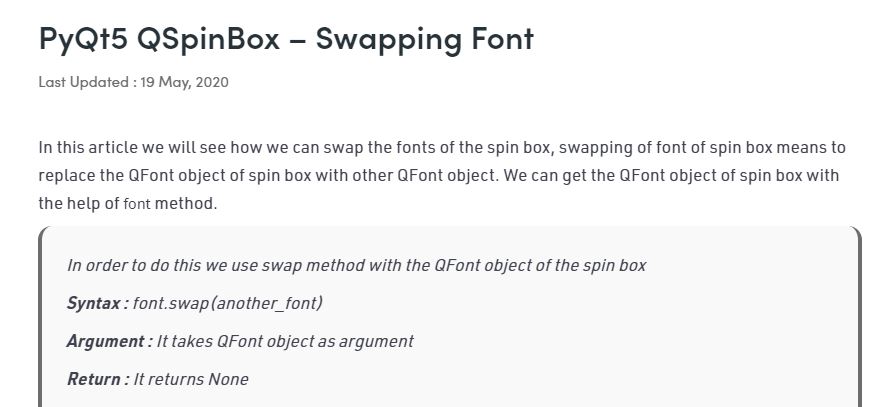 PyQt5 QSpinBox – Swapping Font
Last Updated : 19 May, 2020
In this article we will see how we can swap the fonts of the spin box, swapping of font of spin box means to
replace the QFont object of spin box with other QFont object. We can get the QFont object of spin box with
the help of font method.
In order to do this we use swap method with the QFont object of the spin box
Syntax : font.swap(another_font)
Argument : It takes QFont object as argument
Return : It returns None